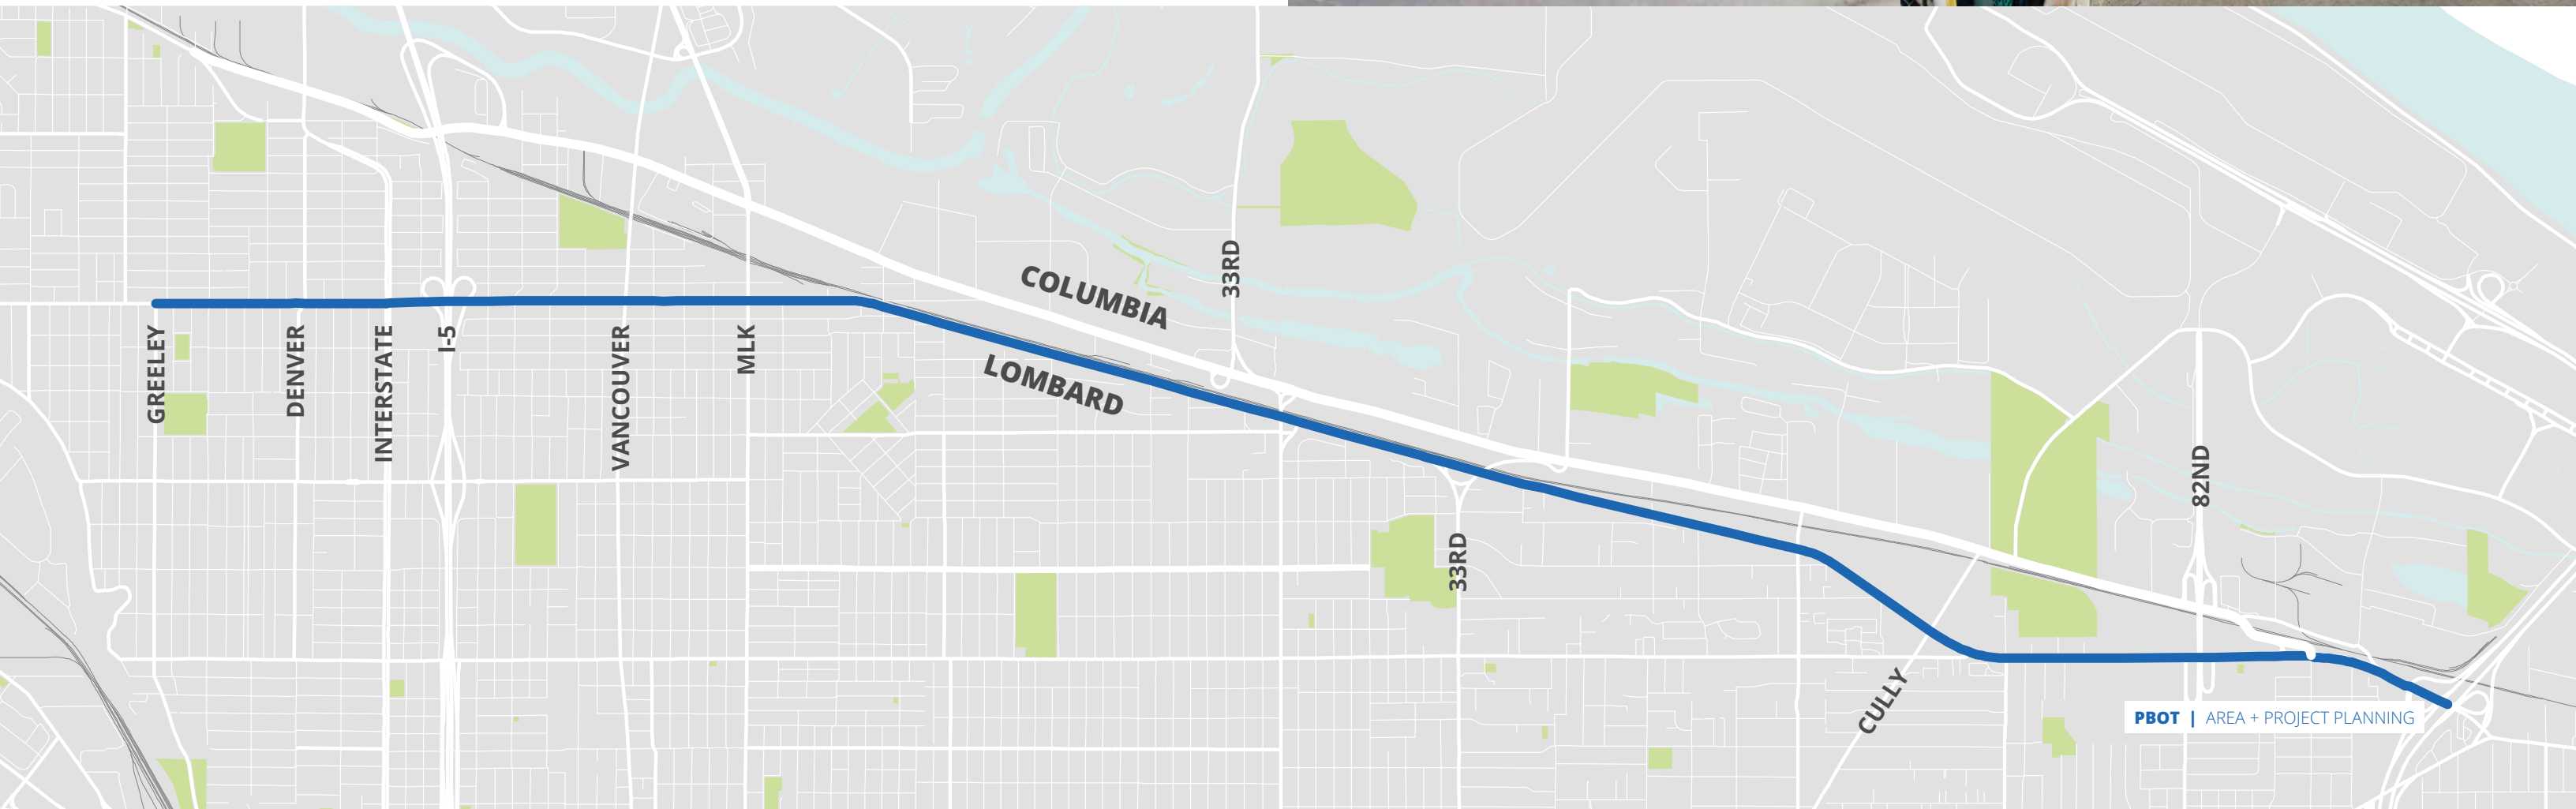 COLUMBIA
33RD
LOMBARD
GREELEY
DENVER
INTERSTATE
I-5
VANCOUVER
MLK
33RD
82ND
CULLY
PBOT | AREA + PROJECT PLANNING